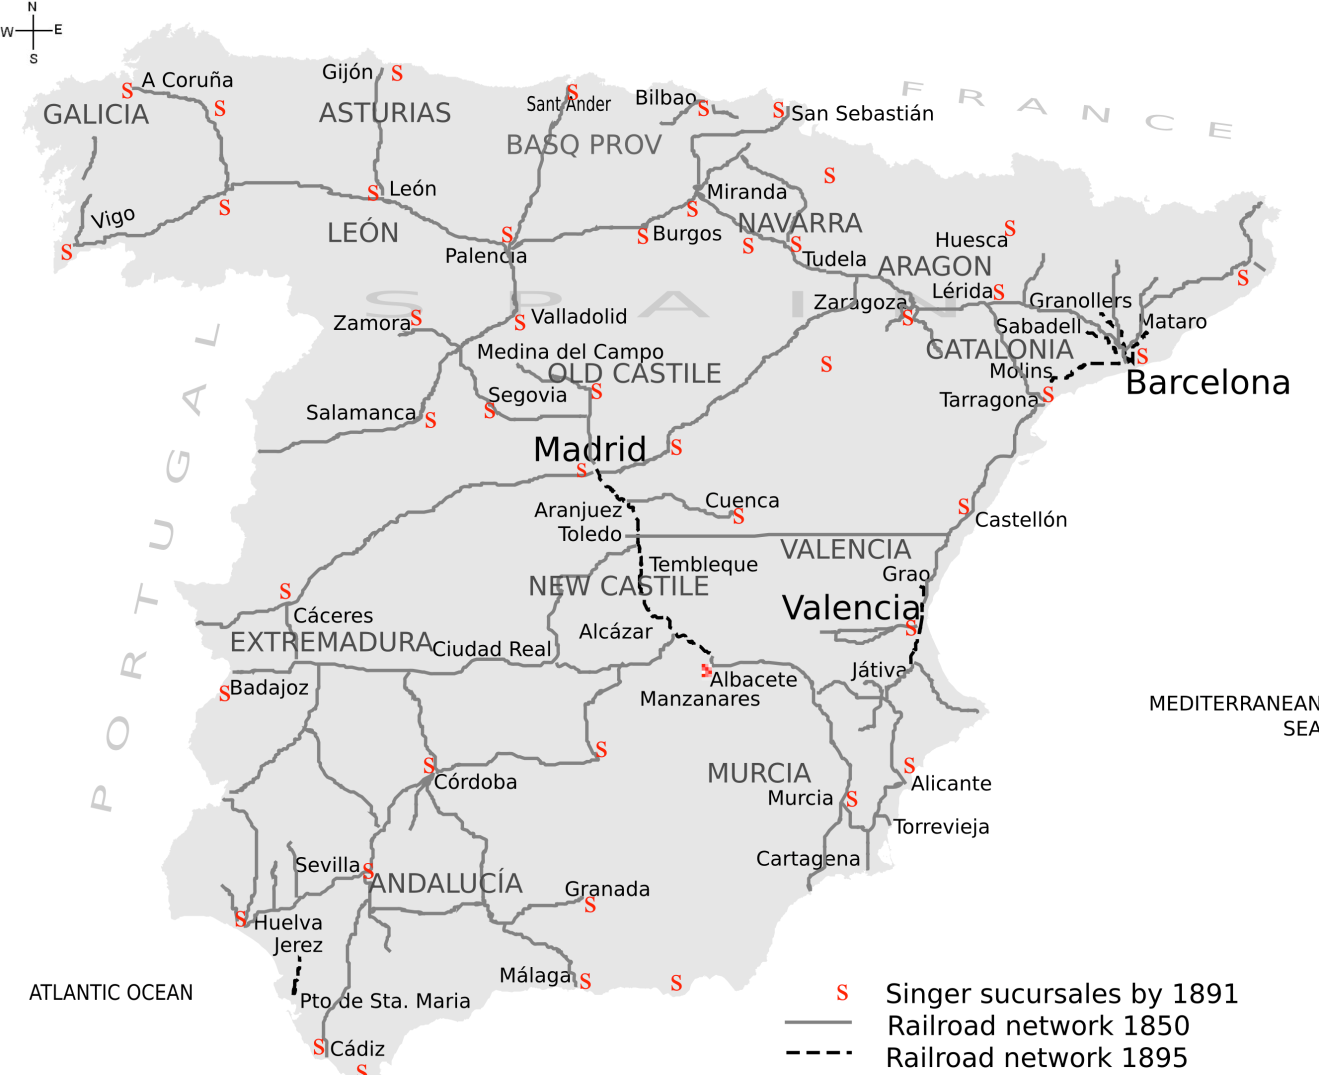 N
W E
S
FRANCE
A Coruña
GALICIA
Gijón
ASTURIAS
Sant Ander
Bilbao
San Sebastián
BASQ PROV
León
Miranda
Vigo
LEÓN
Burgos
NAVARRA
Palencia
Tudela
Huesca
ARAGON
SPAIN
Zaragoza
Lérida
Granollers
Zamora
Valladolid
Sabadell
Mataro
Medina del Campo
CATALONIA
OLD CASTILE
Molins
Segovia
Barcelona
Salamanca
Tarragona
PORTUGAL
Madrid
Cuenca
Aranjuez
Castellón
Toledo
VALENCIA
Tembleque
Grao
NEW CASTILE
Valencia
Cáceres
Alcázar
EXTREMADURA
Ciudad Real
Játiva
Badajoz
Albacete
Manzanares
MEDITERRANEAN
SEA
MURCIA
Córdoba
Alicante
Murcia
Torrevieja
Cartagena
Sevilla
ANDALUCÍA
Granada
Huelva
Jerez
Málaga
ATLANTIC OCEAN
Pto de Sta. Maria
Cádiz
S Singer sucursales by 1891
Railroad network 1850
Railroad network 1895